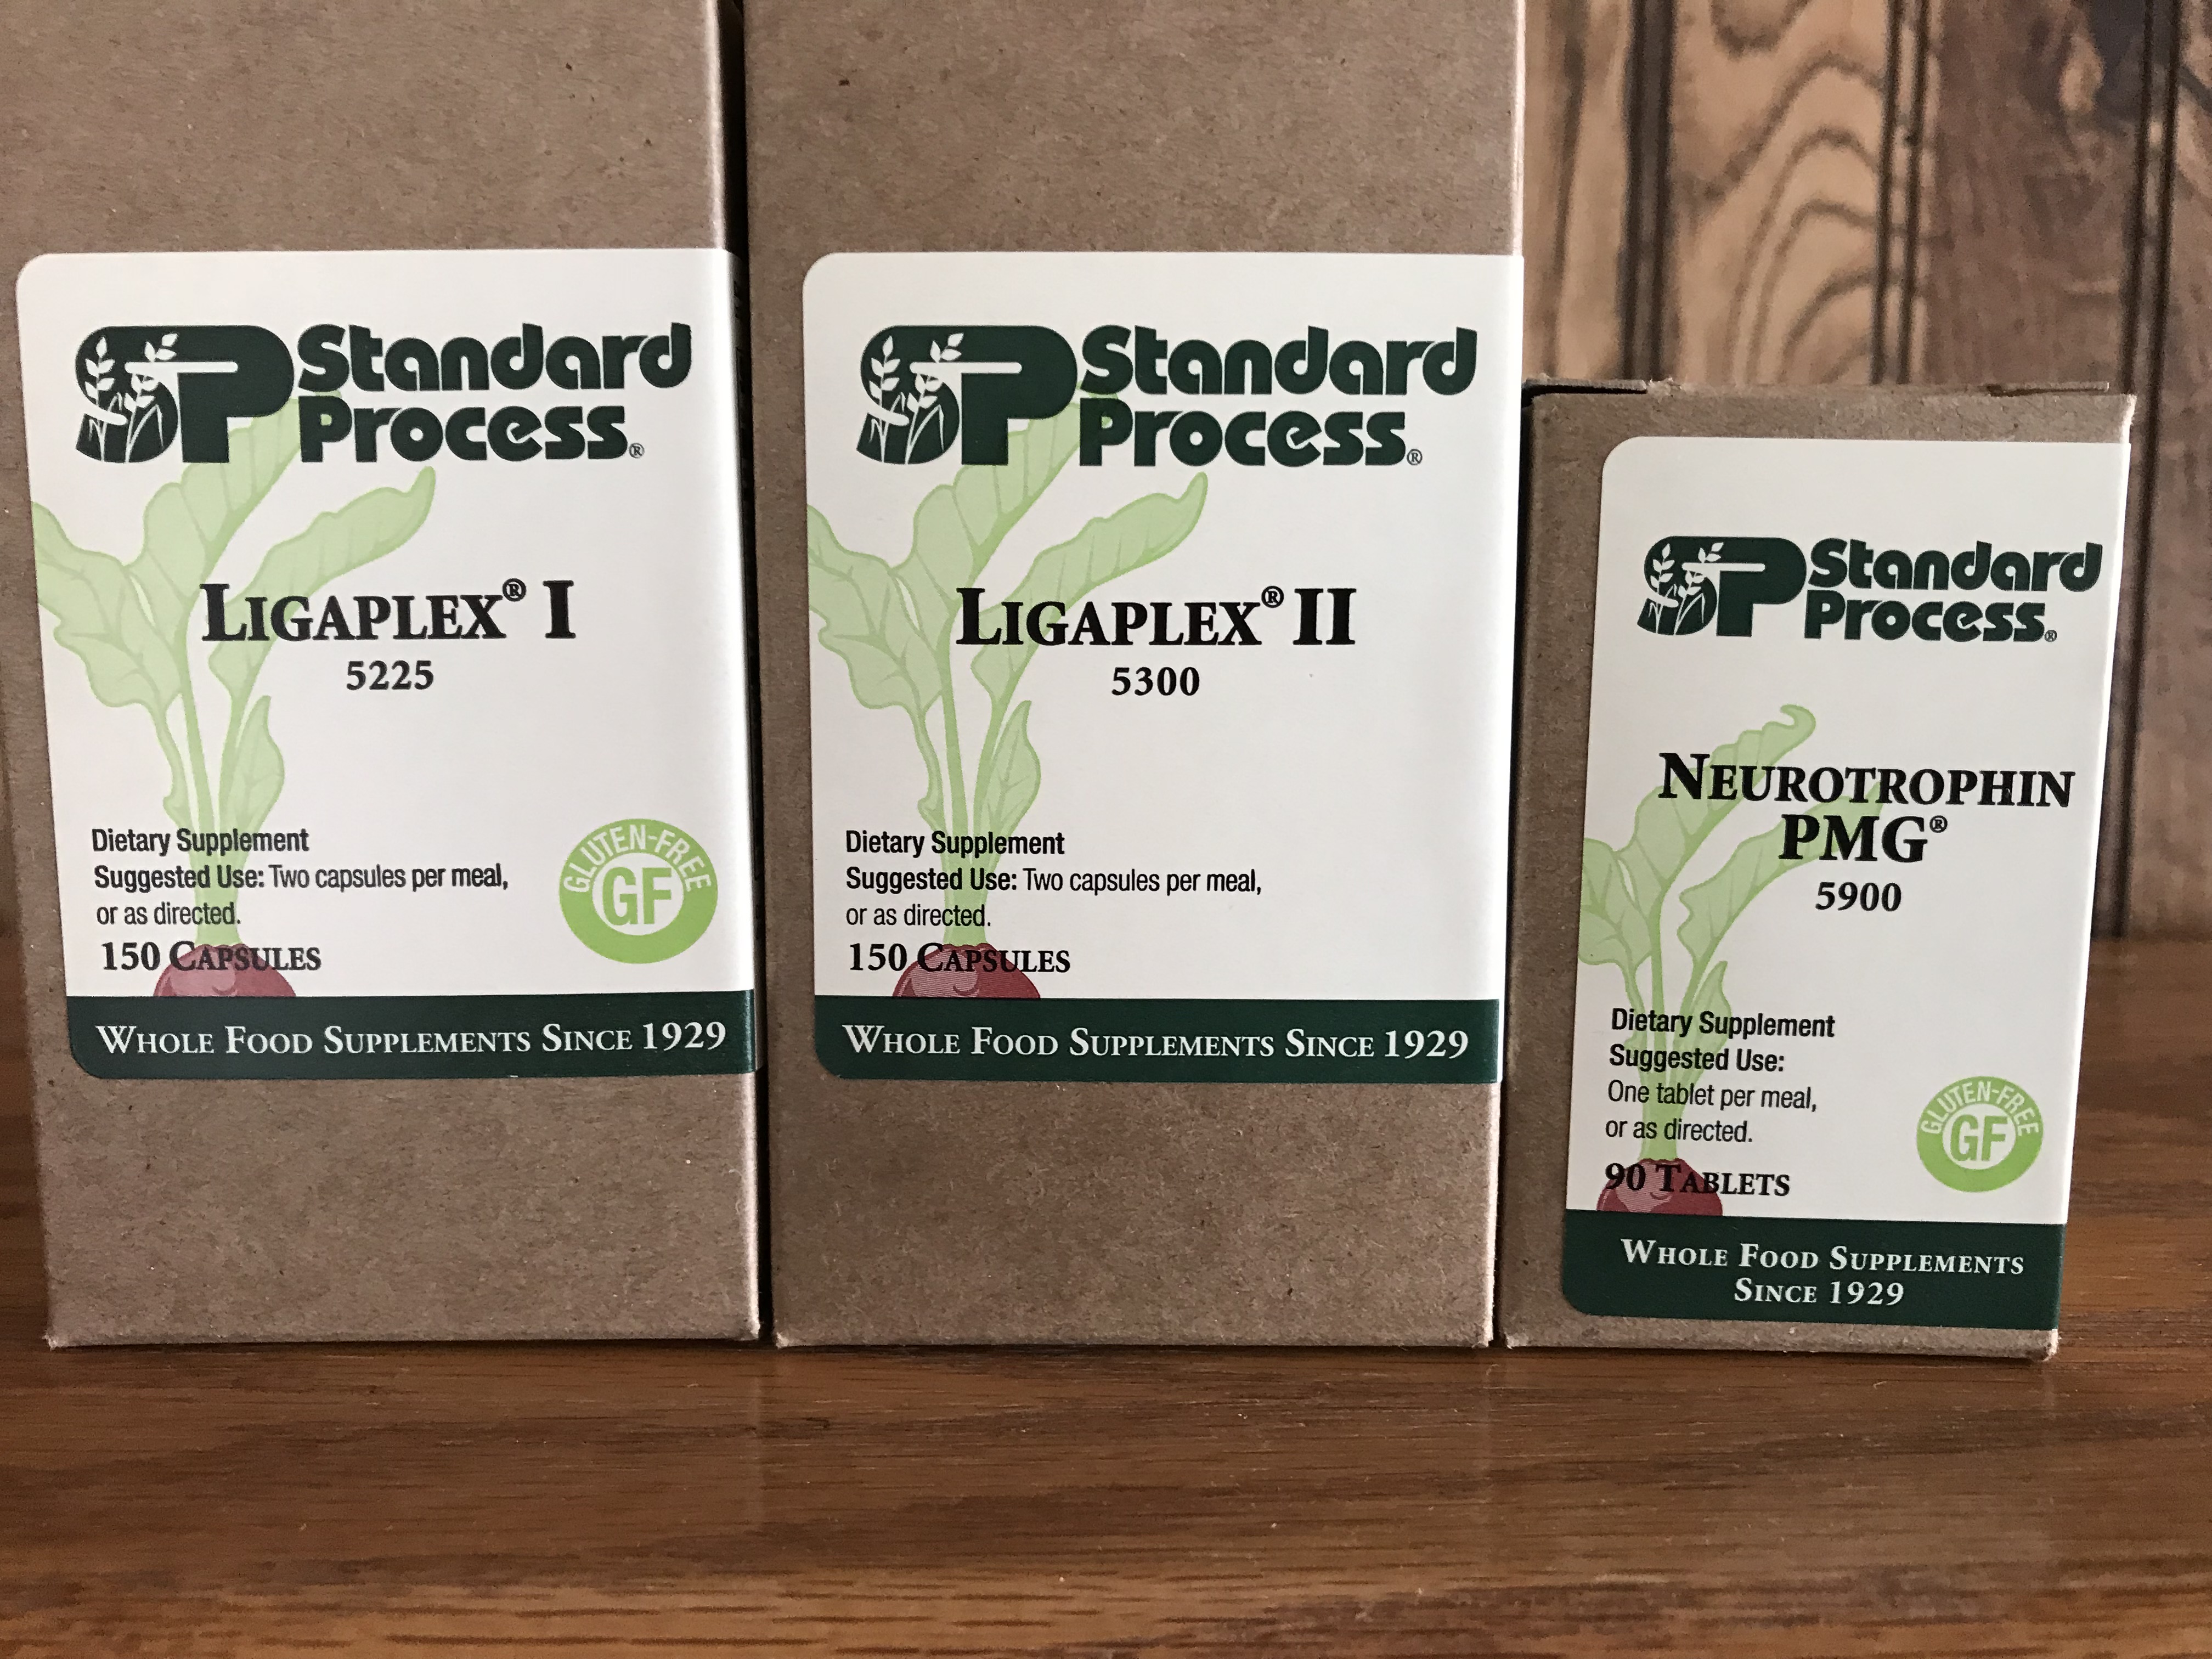 SP Standard
Process®
LIGAPLEX® I
5225
Dietary Supplement
Suggested Use: Two capsules per meal,
or as directed.
150 CAPSULES
GLUTEN-FREE
GF
WHOLE FOOD SUPPLEMENTS SINCE 1929
SP Standard
Process®
LIGAPLEX® II
5300
Dietary Supplement
Suggested Use: Two capsules per meal,
or as directed.
150 CAPSULES
WHOLE FOOD SUPPLEMENTS SINCE 1929
SP Standard
Process®
NEUROTROPHIN
PMG®
5900
Dietary Supplement
Suggested Use:
One tablet per meal,
or as directed.
90 TABLETS
GLUTEN-FREE
GF
WHOLE FOOD SUPPLEMENTS
SINCE 1929